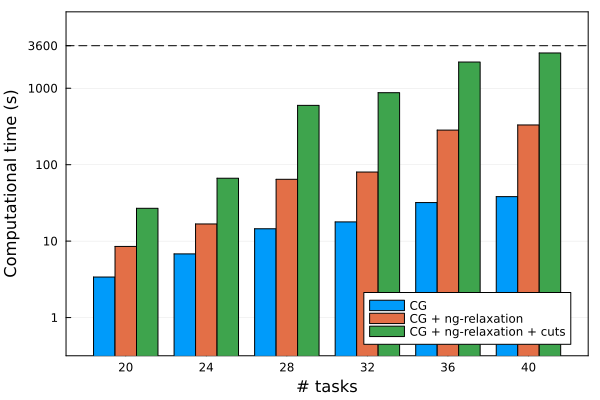 Computational time (s)
3600
1000
100
10
1
20 24 28 32 36 40
# tasks
CG
CG + ng-relaxation
CG + ng-relaxation + cuts